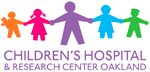 CHILDREN'S HOSPITAL
& RESEARCH CENTER OAKLAND